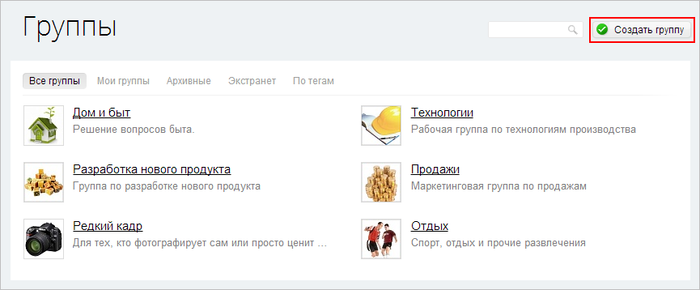 Группы
Создать группу
Все группы Мои группы Архивные Экстранет По тегам
Дом и быт
Решение вопросов быта.
Технологии
Рабочая группа по технологиям производства
Разработка нового продукта
Группа по разработке нового продукта
Продажи
Маркетинговая группа по продажам
Редкий кадр
Для тех, кто фотографирует сам или просто ценит ...
Отдых
Спорт, отдых и прочие развлечения